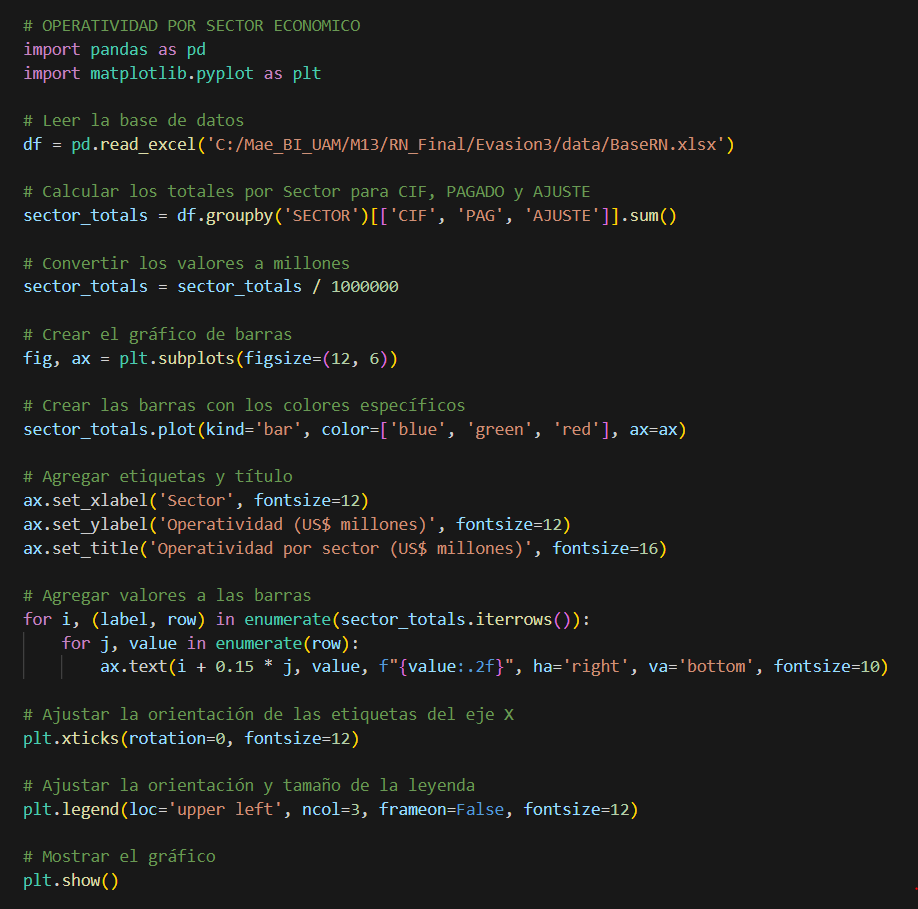 # OPERATIVIDAD POR SECTOR ECONOMICO
import pandas as pd
import matplotlib.pyplot as plt

# Leer la base de datos
df = pd.read_excel('C:/Mae_BI_UAM/M13/RN_Final/Evasion3/data/BaseRN.xlsx')

# Calcular los totales por Sector para CIF, PAGADO y AJUSTE
sector_totals = df.groupby('SECTOR')[['CIF', 'PAG', 'AJUSTE']].sum()

# Convertir los valores a millones
sector_totals = sector_totals / 1000000

# Crear el gráfico de barras
fig, ax = plt.subplots(figsize=(12, 6))

# Crear las barras con los colores específicos
sector_totals.plot(kind='bar', color=['blue', 'green', 'red'], ax=ax)

# Agregar etiquetas y título
ax.set_xlabel('Sector', fontsize=12)
ax.set_ylabel('Operatividad (US$ millones)', fontsize=12)
ax.set_title('Operatividad por sector (US$ millones)', fontsize=16)

# Agregar valores a las barras
for i, (label, row) in enumerate(sector_totals.iterrows()):
    for j, value in enumerate(row):
        ax.text(i + 0.15 * j, value, f"{value:.2f}", ha='right', va='bottom', fontsize=10)

# Ajustar la orientación de las etiquetas del eje X
plt.xticks(rotation=0, fontsize=12)

# Ajustar la orientación y tamaño de la leyenda
plt.legend(loc='upper left', ncol=3, frameon=False, fontsize=12)

# Mostrar el gráfico
plt.show()